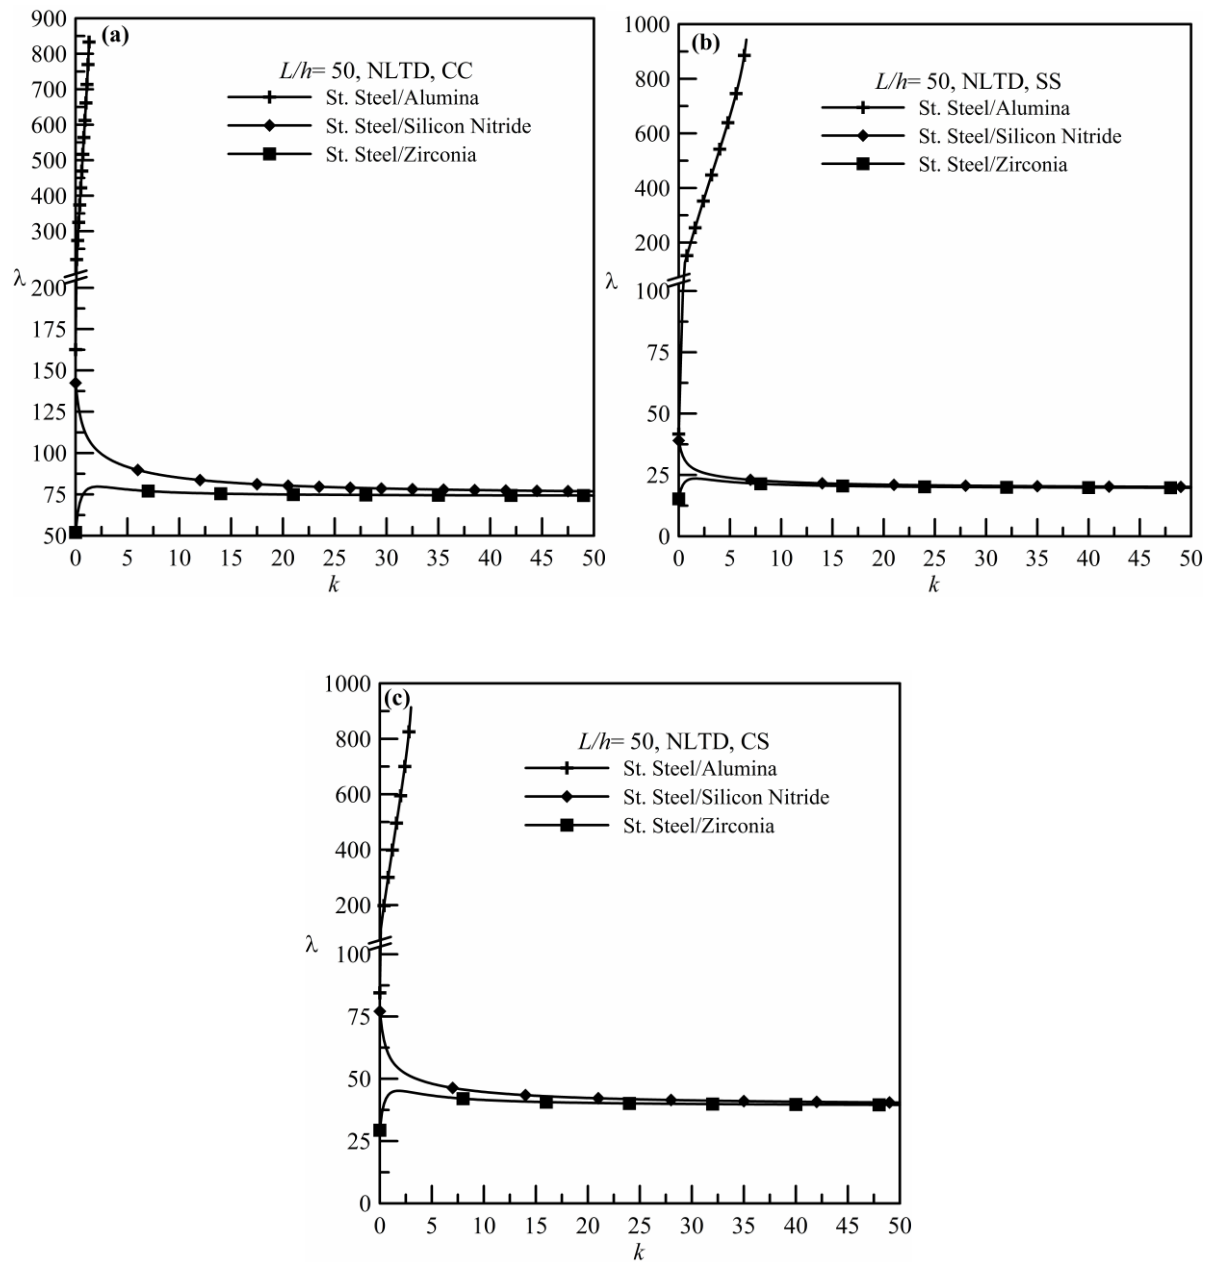 (a)
L/h= 50, NLTD, CC
St. Steel/Alumina
St. Steel/Silicon Nitride
St. Steel/Zirconia
900
800
700
600
500
400
300
λ
200
175
150
125
100
75
50
0 5 10 15 20 25 30 35 40 45 50
k
(b)
L/h= 50, NLTD, SS
St. Steel/Alumina
St. Steel/Silicon Nitride
St. Steel/Zirconia
1000
800
600
400
200
λ
100
75
50
25
0
0 5 10 15 20 25 30 35 40 45 50
k
(c)
L/h= 50, NLTD, CS
St. Steel/Alumina
St. Steel/Silicon Nitride
St. Steel/Zirconia
1000
800
600
400
200
λ
100
75
50
25
0
0 5 10 15 20 25 30 35 40 45 50
k